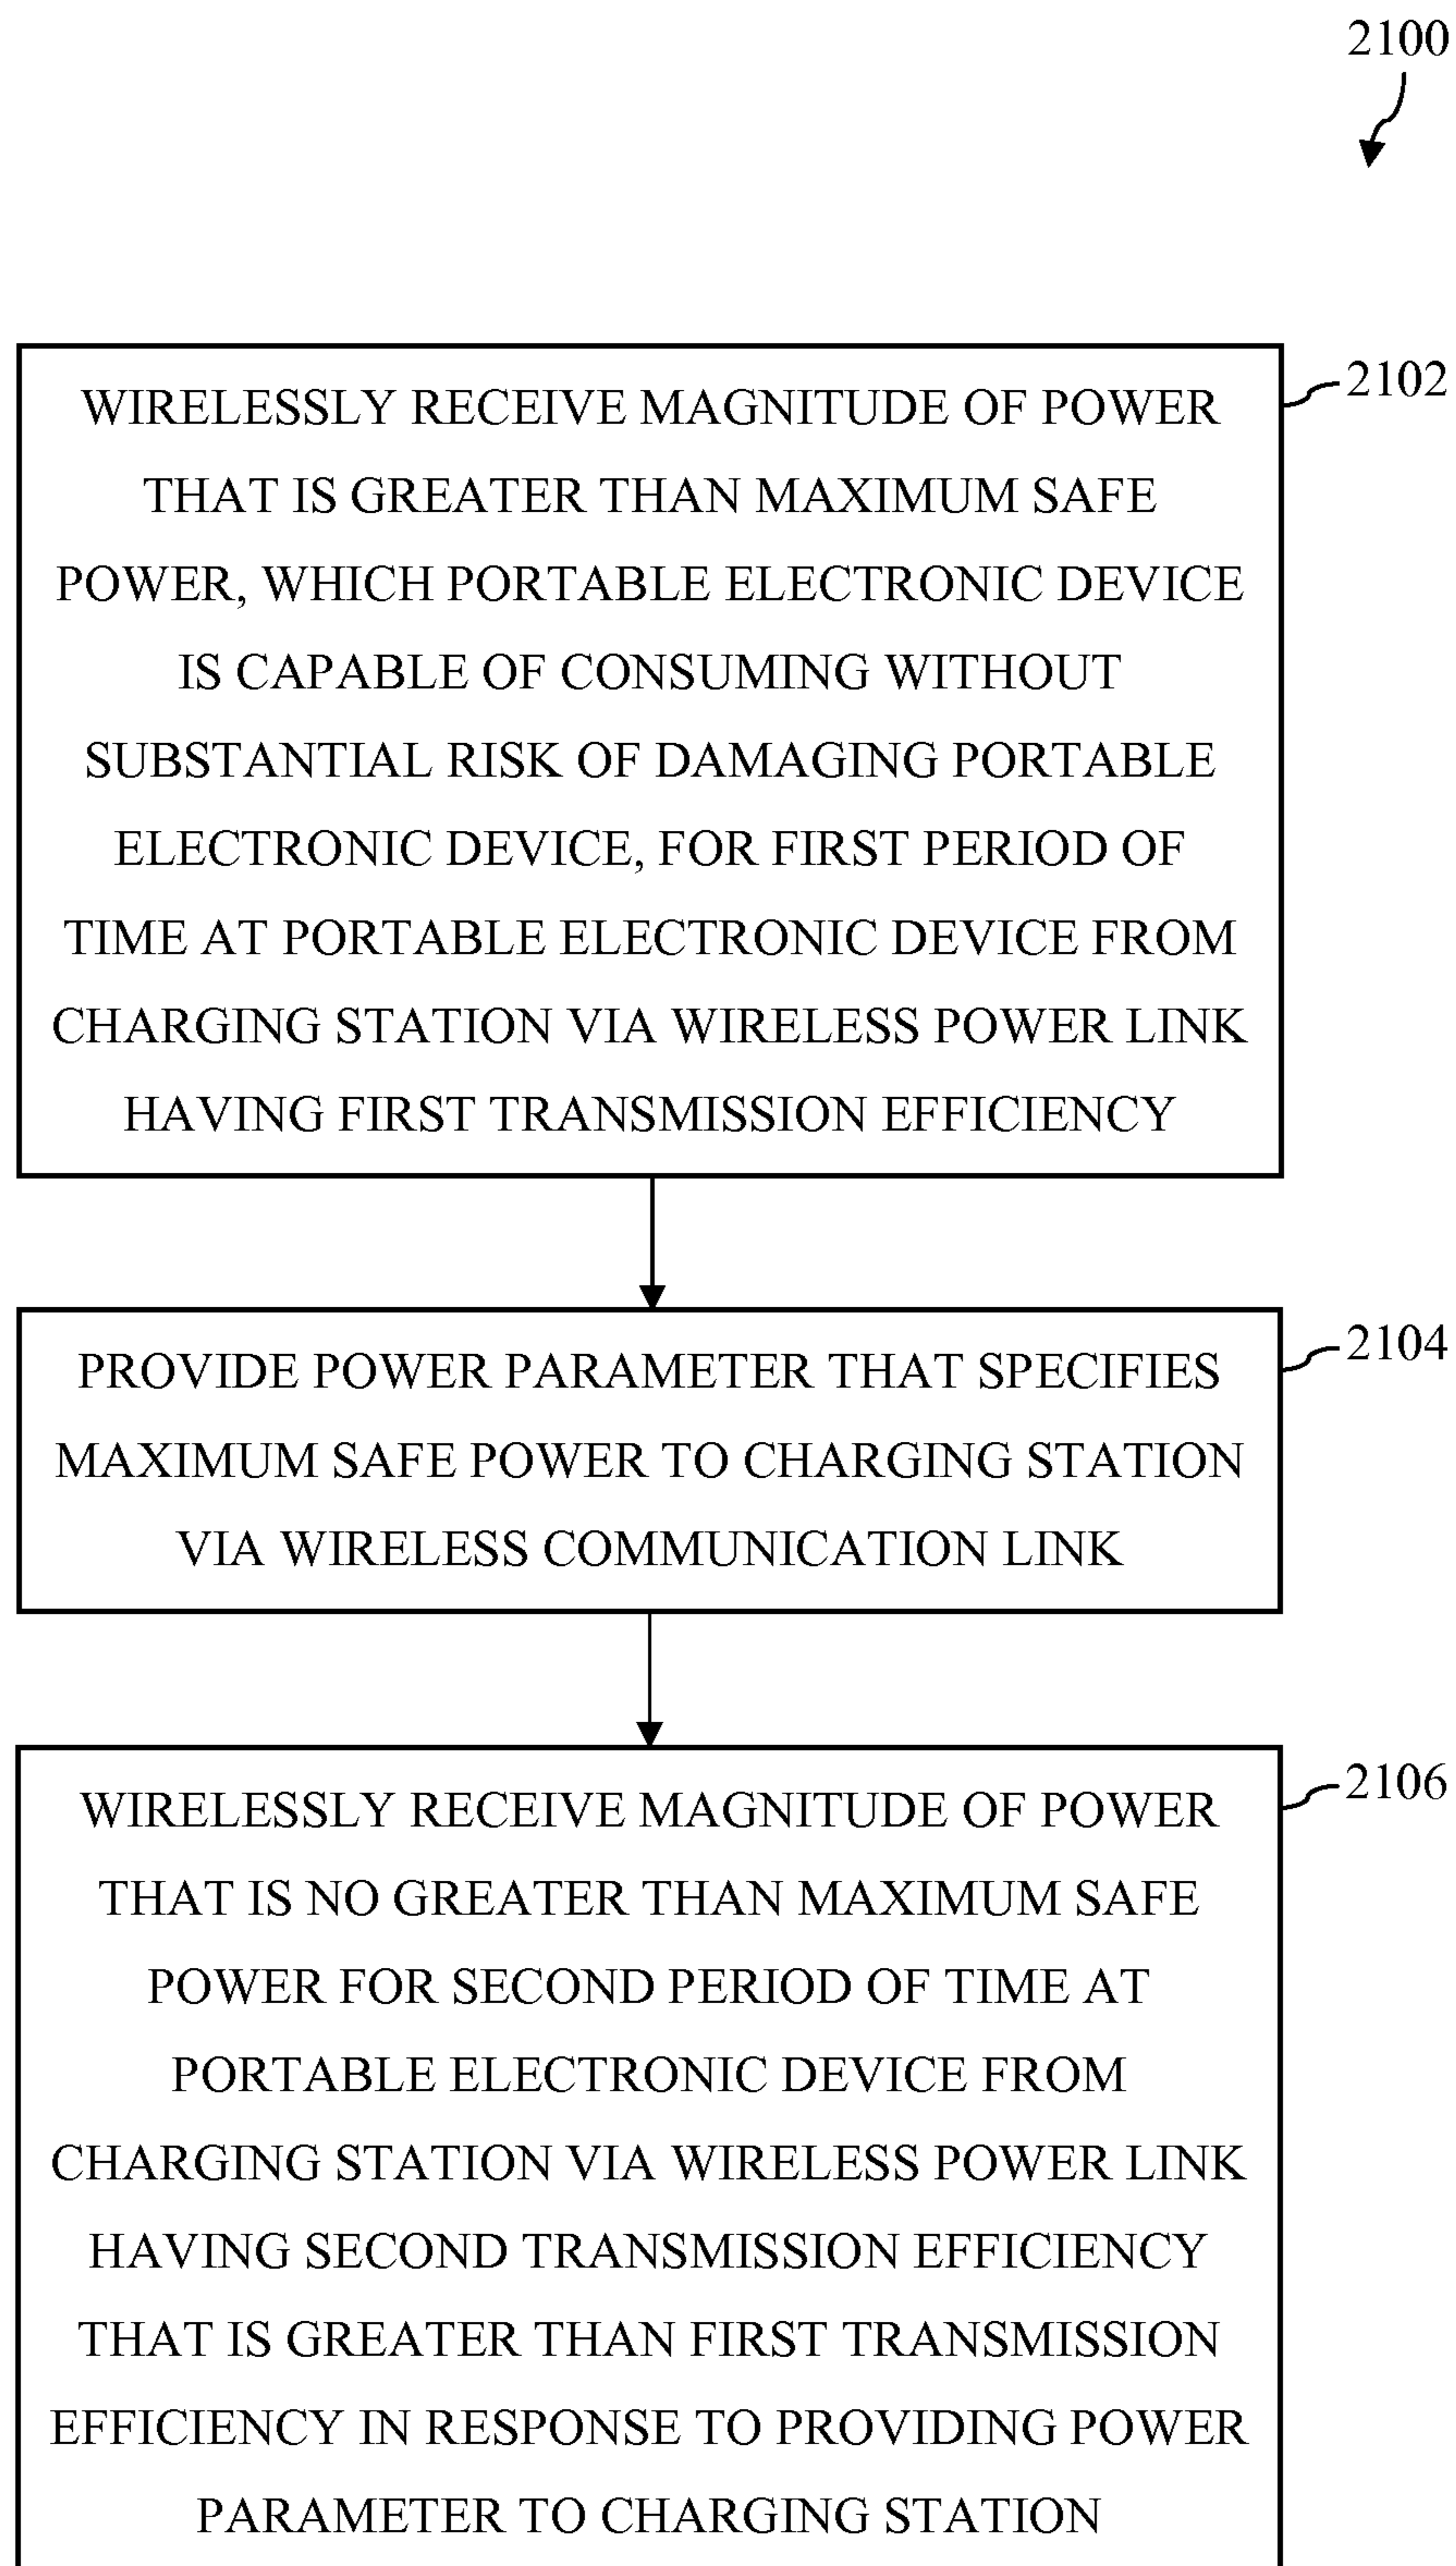 2100
WIRELESSLY RECEIVE MAGNITUDE OF POWER
THAT IS GREATER THAN MAXIMUM SAFE
POWER, WHICH PORTABLE ELECTRONIC DEVICE
IS CAPABLE OF CONSUMING WITHOUT
SUBSTANTIAL RISK OF DAMAGING PORTABLE
ELECTRONIC DEVICE, FOR FIRST PERIOD OF
TIME AT PORTABLE ELECTRONIC DEVICE FROM
CHARGING STATION VIA WIRELESS POWER LINK
HAVING FIRST TRANSMISSION EFFICIENCY
2102
PROVIDE POWER PARAMETER THAT SPECIFIES
MAXIMUM SAFE POWER TO CHARGING STATION
VIA WIRELESS COMMUNICATION LINK
2104
WIRELESSLY RECEIVE MAGNITUDE OF POWER
THAT IS NO GREATER THAN MAXIMUM SAFE
POWER FOR SECOND PERIOD OF TIME AT
PORTABLE ELECTRONIC DEVICE FROM
CHARGING STATION VIA WIRELESS POWER LINK
HAVING SECOND TRANSMISSION EFFICIENCY
THAT IS GREATER THAN FIRST TRANSMISSION
EFFICIENCY IN RESPONSE TO PROVIDING POWER
PARAMETER TO CHARGING STATION
2106